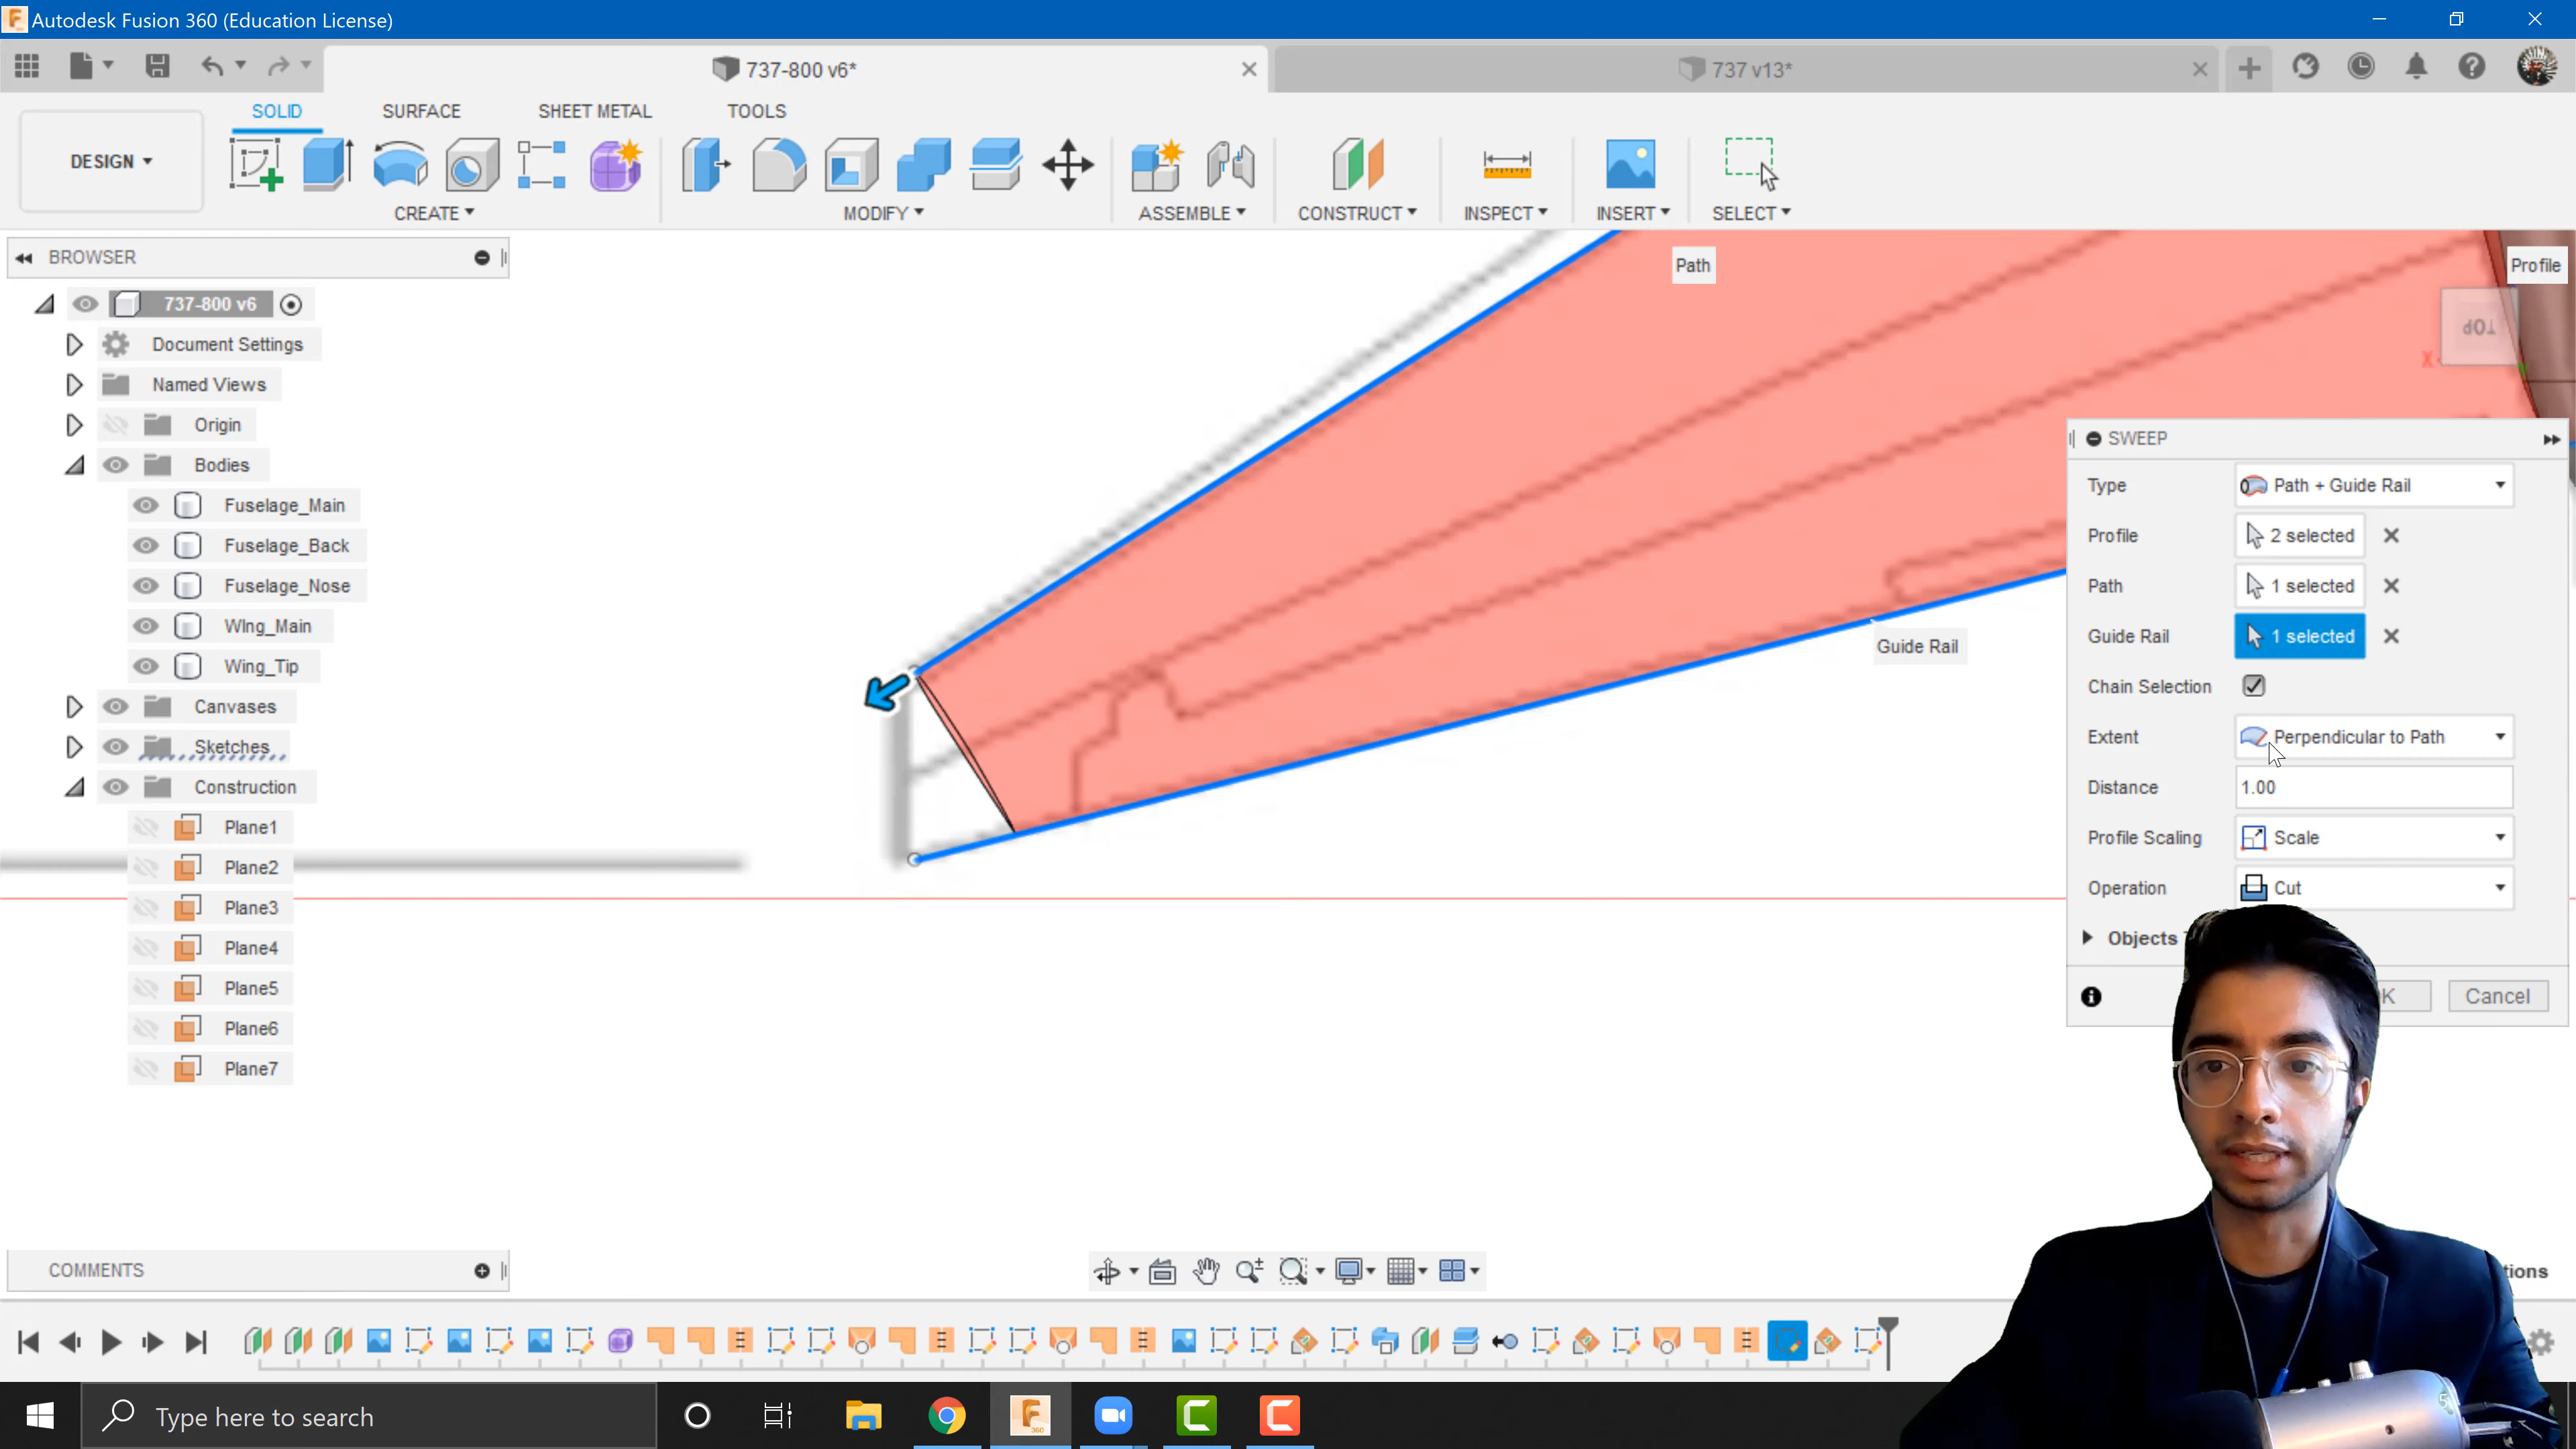 Autodesk Fusion 360 (Education License)
737-800 v6*
737 v13*
SOLID
SURFACE
SHEET METAL
TOOLS
DESIGN
CREATE
MODIFY
ASSEMBLE
CONSTRUCT
INSPECT
INSERT
SELECT
BROWSER
737-800 v6
Document Settings
Named Views
Origin
Bodies
Fuselage_Main
Fuselage_Back
Fuselage_Nose
WIng_Main
Wing_Tip
Canvases
Sketches
Construction
Plane1
Plane2
Plane3
Plane4
Plane5
Plane6
Plane7
Path
Profile
TOP
X
Guide Rail
SWEEP
Type Path + Guide Rail
Profile 2 selected
Path 1 selected
Guide Rail 1 selected
Chain Selection
Extent Perpendicular to Path
Distance 1.00
Profile Scaling Scale
Operation Cut
Objects
K Cancel
COMMENTS
tions
Type here to search
F
360